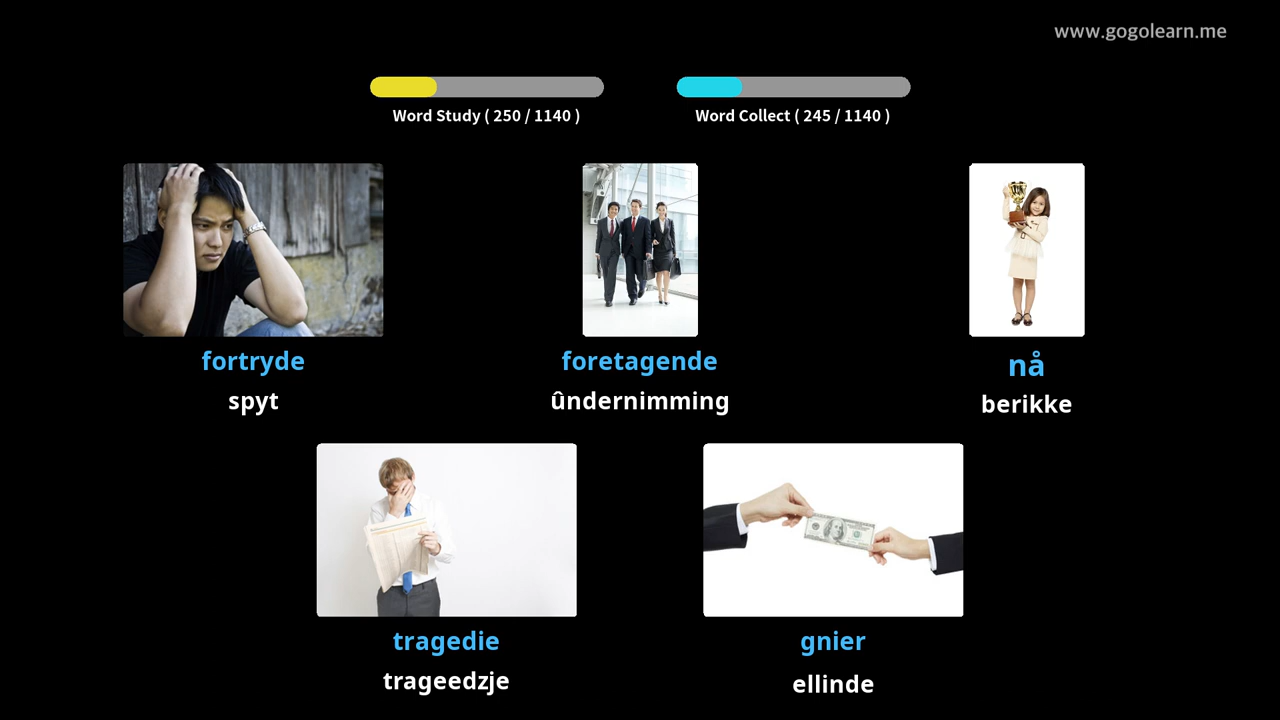 www.gogolearn.me
Word Study ( 250 / 1140 )
Word Collect ( 245 / 1140 )
fortryde
foretagende
nå
spyt
ûndernimming
berikke
tragedie
gnier
trageedzje
ellinde